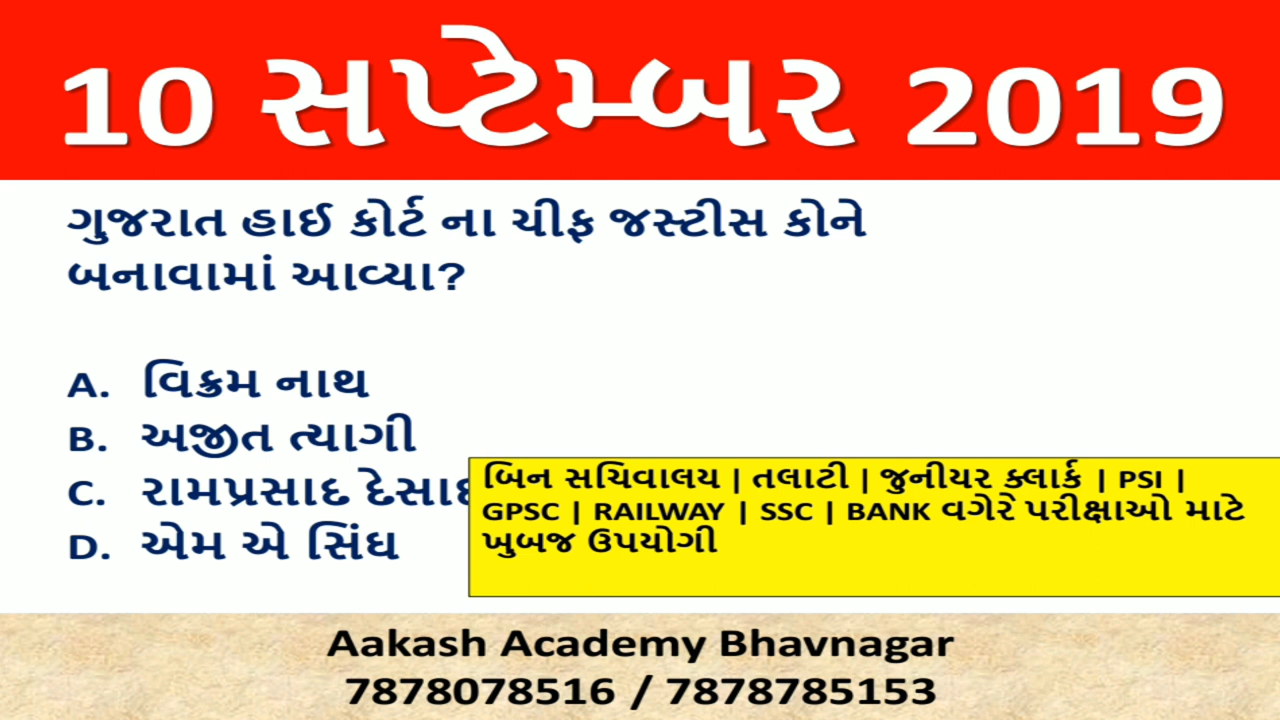 10 સપ્ટેમ્બર 2019
ગુજરાત હાઈ કોર્ટ ના ચીફ જસ્ટીસ કોને
બનાવામાં આવ્યા?
A. વિક્રમ નાથ
B. અજીત ત્યાગી
C. રામપ્રસાદ
D. એમ એ સિંઘ
બિન સચિવાલય | તલાટી | જુનીયર ક્લાર્ક | PSI |
GPSC | RAILWAY | SSC | BANK વગેરે પરીક્ષાઓ માટે
ખુબજ ઉપયોગી
Aakash Academy Bhavnagar
7878078516 / 7878785153